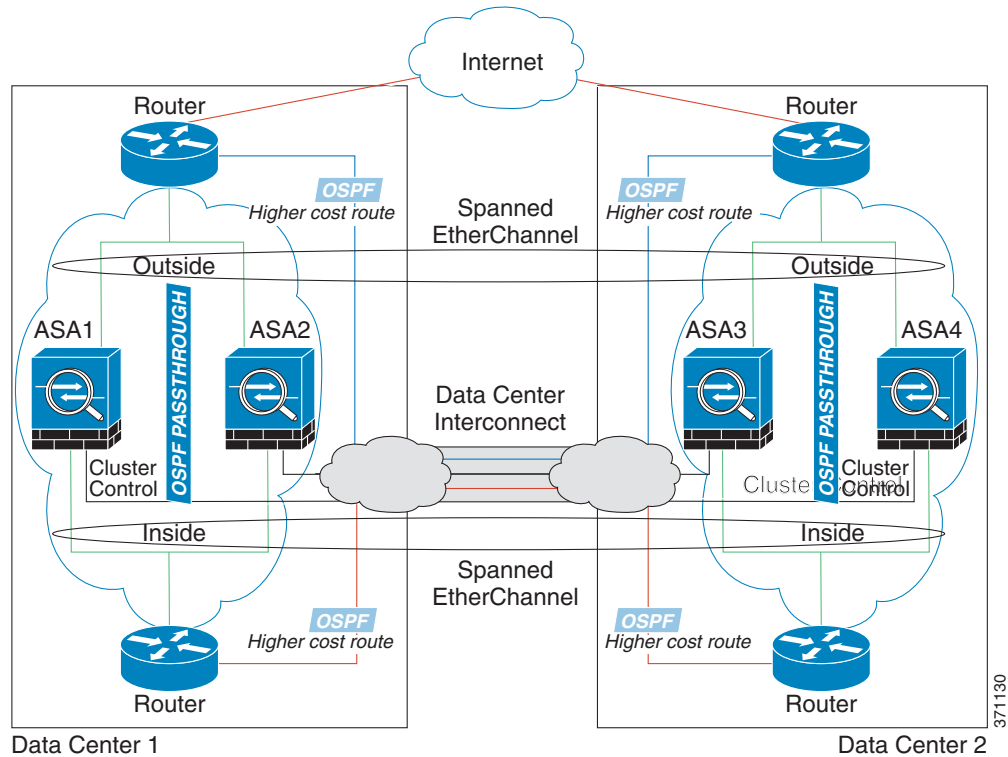 Internet
Router
Router
OSPF
Higher cost route
Spanned
EtherChannel
OSPF
Higher cost route
Outside
Outside
ASA1
OSPF PASSTHROUGH
ASA2
ASA3
OSPF PASSTHROUGH
ASA4
Data Center
Interconnect
Cluster
Control
Cluster Control
Cluster
Control
Inside
Inside
Spanned
EtherChannel
OSPF
Higher cost route
OSPF
Higher cost route
Router
Router
371130
Data Center 1
Data Center 2